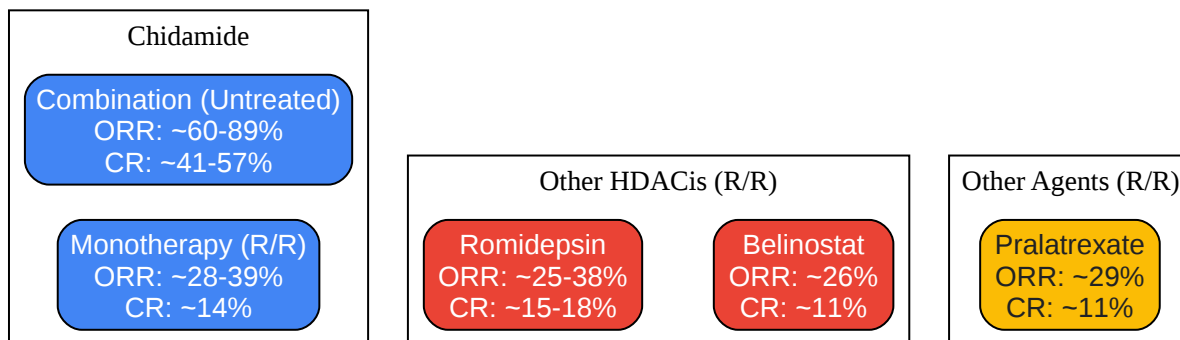 Chidamide
Combination (Untreated)
ORR: ~60-89%
CR: ~41-57%
Monotherapy (R/R)
ORR: ~28-39%
CR: ~14%
Other HDACis (R/R)
Romidepsin
ORR: ~25-38%
CR: ~15-18%
Belinostat
ORR: ~26%
CR: ~11%
Other Agents (R/R)
Pralatrexate
ORR: ~29%
CR: ~11%